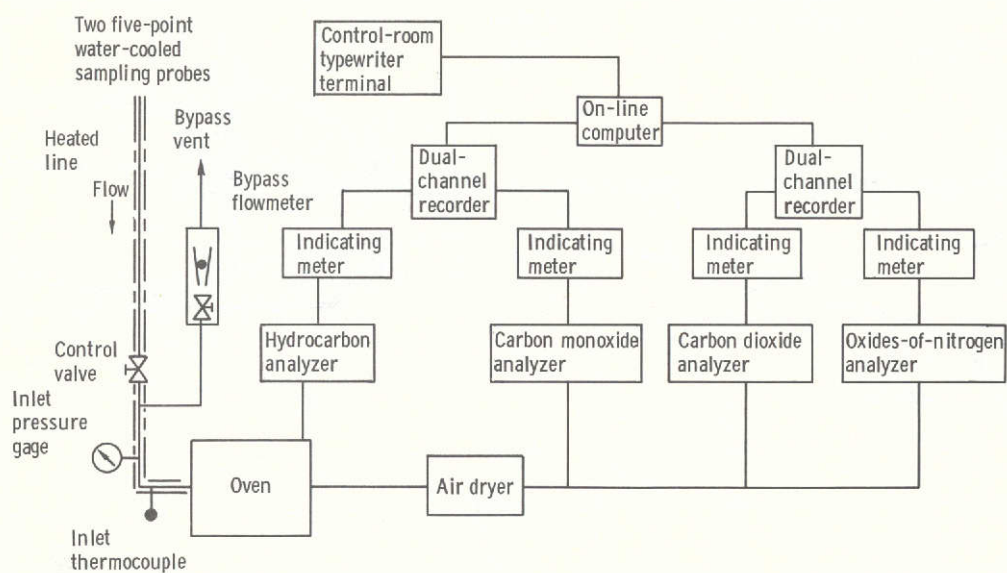 Two five-point
water-cooled
sampling probes
Control-room
typewriter
terminal
Bypass
vent
On-line
computer
Heated
line
Flow
Bypass
flowmeter
Dual-
channel
recorder
Dual-
channel
recorder
Indicating
meter
Indicating
meter
Indicating
meter
Indicating
meter
Control
valve
Hydrocarbon
analyzer
Carbon monoxide
analyzer
Carbon dioxide
analyzer
Oxides-of-nitrogen
analyzer
Inlet
pressure
gage
Oven
Air dryer
Inlet
thermocouple